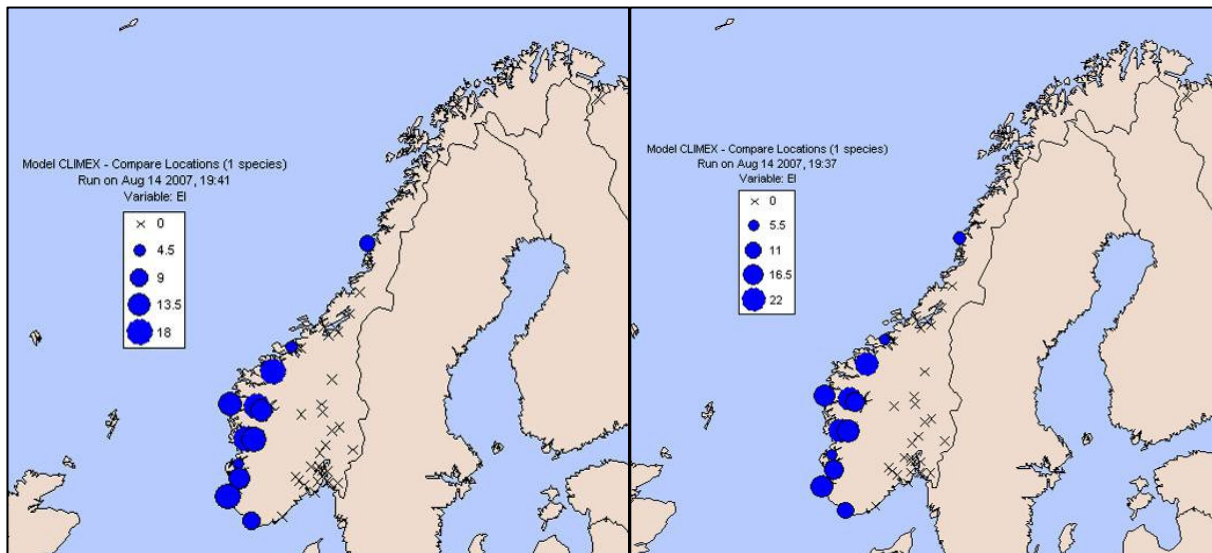 Model CLIMEX - Compare Locations (1 species)
Run on Aug 14 2007, 19:41
Variable: EI
0
4.5
9
13.5
18
Model CLIMEX - Compare Locations (1 species)
Run on Aug 14 2007, 19:37
Variable: EI
0
5.5
11
16.5
22